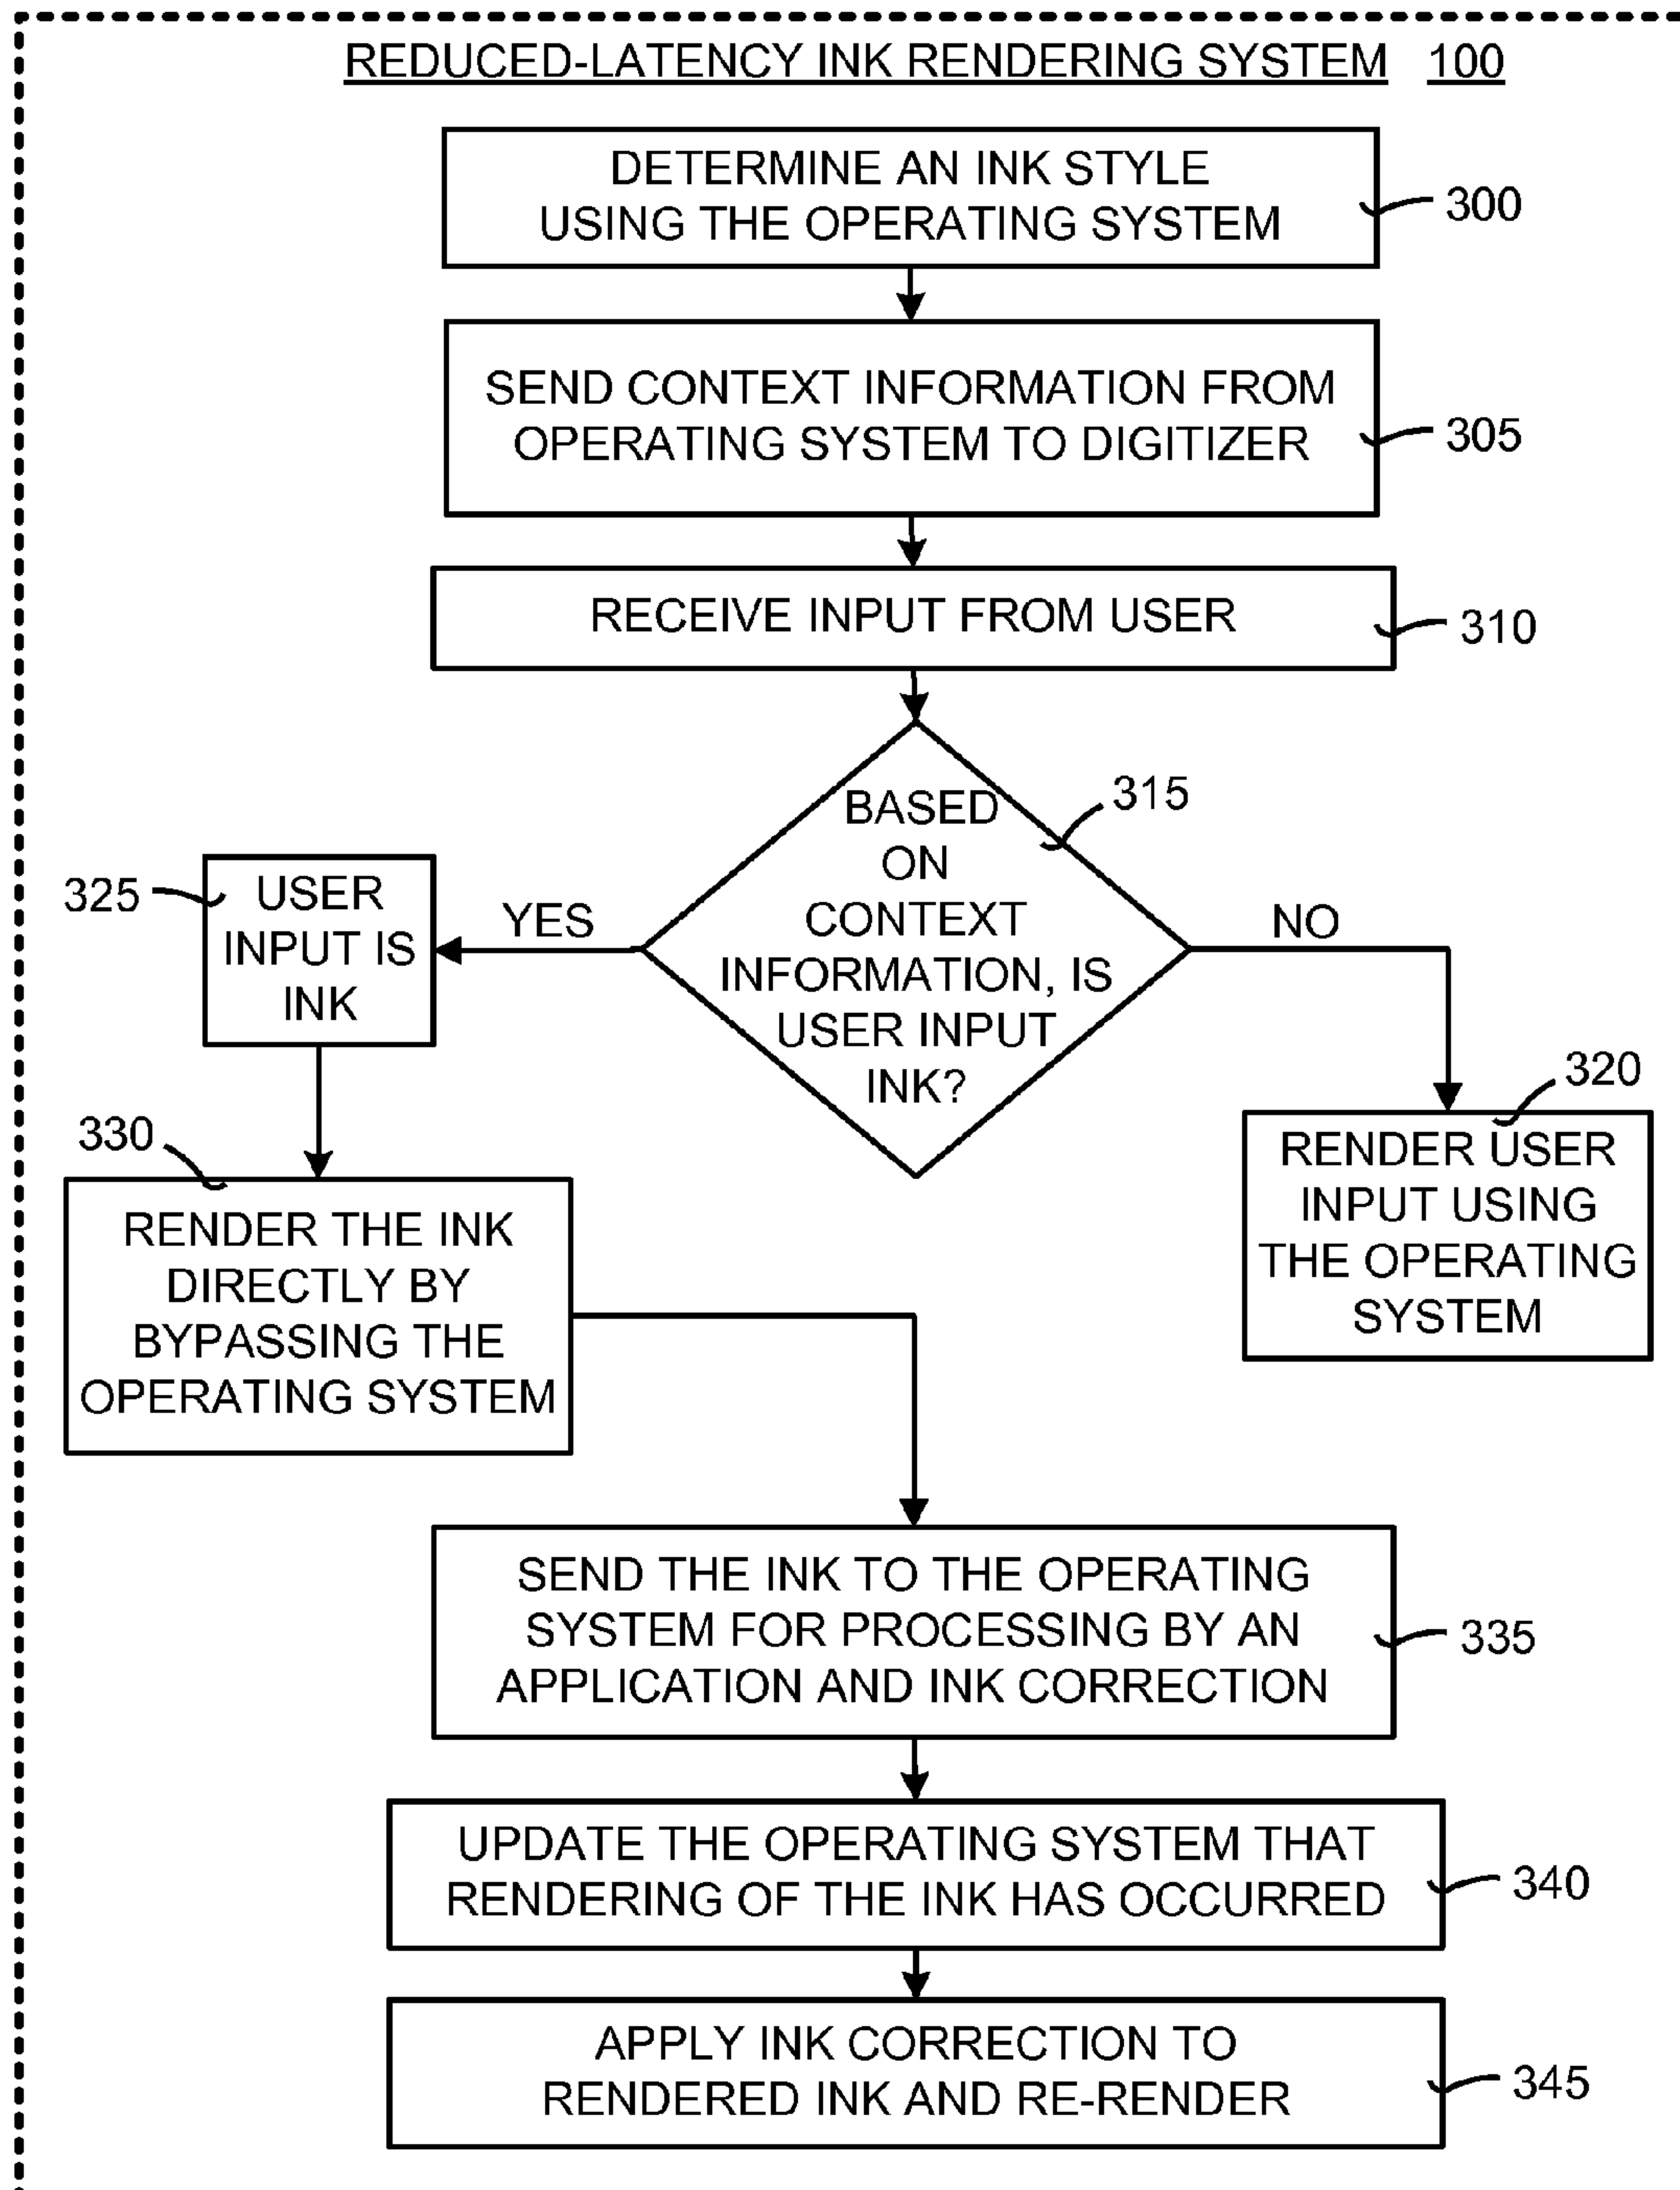 REDUCED-LATENCY INK RENDERING SYSTEM 100
DETERMINE AN INK STYLE
USING THE OPERATING SYSTEM
300
SEND CONTEXT INFORMATION FROM
OPERATING SYSTEM TO DIGITIZER
305
RECEIVE INPUT FROM USER
310
BASED
ON
CONTEXT
INFORMATION, IS
USER INPUT
INK?
315
YES
NO
325
USER
INPUT IS
INK
320
RENDER USER
INPUT USING
THE OPERATING
SYSTEM
330
RENDER THE INK
DIRECTLY BY
BYPASSING THE
OPERATING SYSTEM
SEND THE INK TO THE OPERATING
SYSTEM FOR PROCESSING BY AN
APPLICATION AND INK CORRECTION
335
UPDATE THE OPERATING SYSTEM THAT
RENDERING OF THE INK HAS OCCURRED
340
APPLY INK CORRECTION TO
RENDERED INK AND RE-RENDER
345